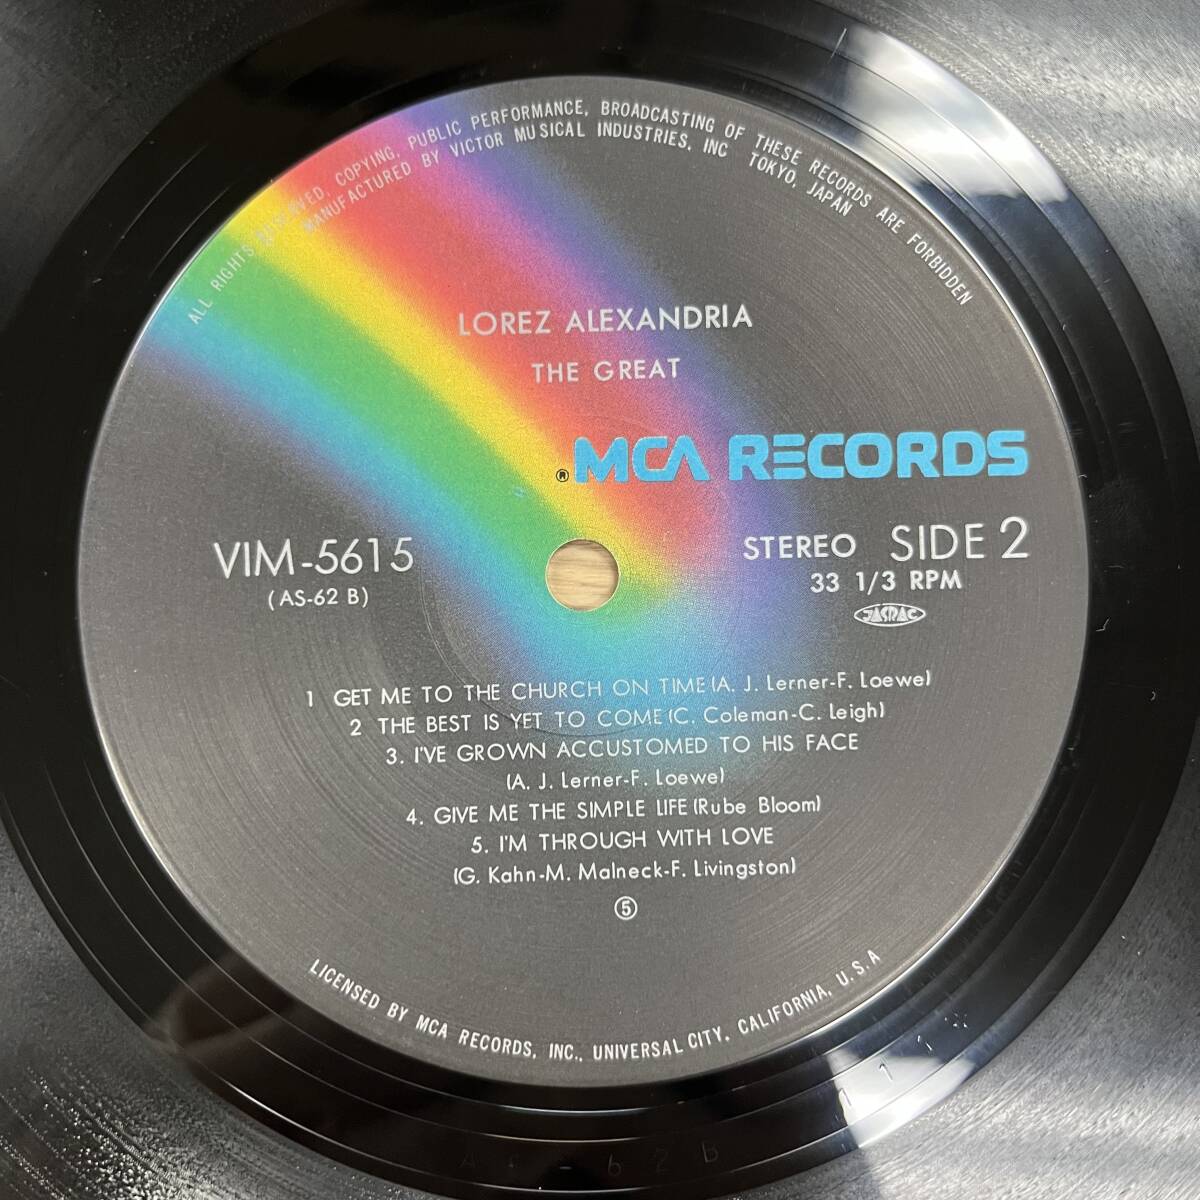 ALL RIGHTS RESERVED. COPYING, PUBLIC PERFORMANCE, BROADCASTING OF THESE RECORDS ARE FORBIDDEN
MANUFACTURED BY VICTOR MUSICAL INDUSTRIES, INC TOKYO, JAPAN
LOREZ ALEXANDRIA
THE GREAT
® MCA RECORDS
VIM-5615
(AS-62 B)
STEREO SIDE 2
33 1/3 RPM
JASRAC
1 GET ME TO THE CHURCH ON TIME (A. J. Lerner-F. Loewe)
2 THE BEST IS YET TO COME (C. Coleman-C. Leigh)
3. I'VE GROWN ACCUSTOMED TO HIS FACE
(A. J. Lerner-F. Loewe)
4. GIVE ME THE SIMPLE LIFE (Rube Bloom)
5. I'M THROUGH WITH LOVE
(G. Kahn-M. Malneck-F. Livingston)
⑤
LICENSED BY MCA RECORDS, INC., UNIVERSAL CITY, CALIFORNIA, U.S.A